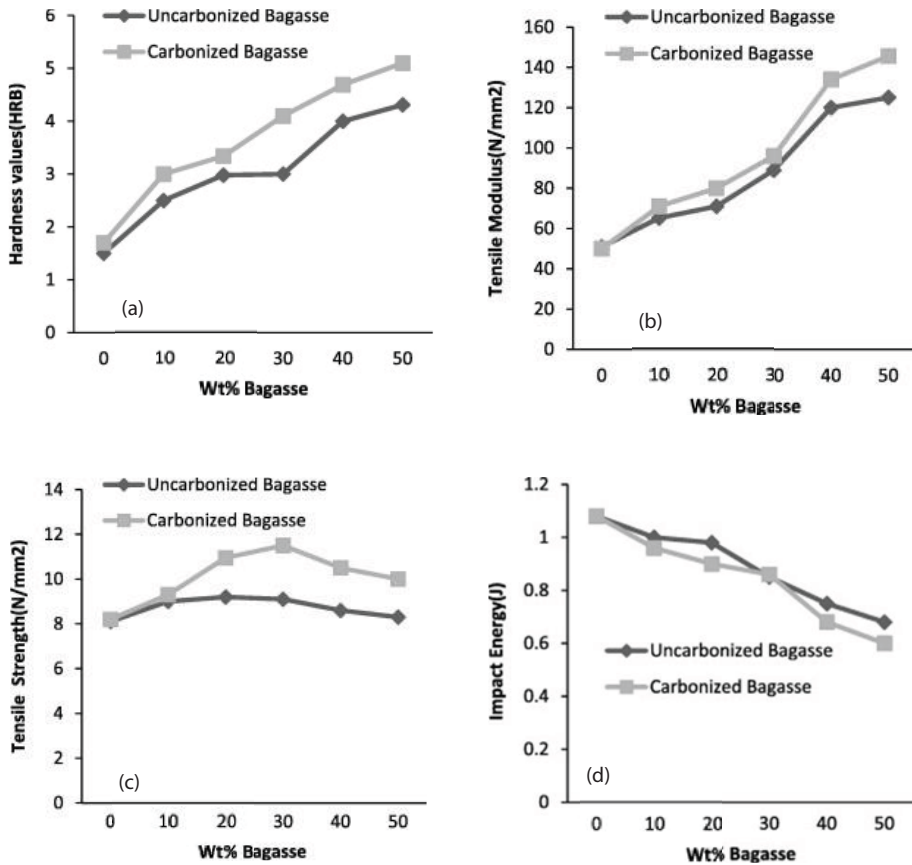 Uncarbonized Bagasse
Carbonized Bagasse
Hardness values(HRB)
6
5
4
3
2
1
0
(a)
0 10 20 30 40 50
Wt% Bagasse
Uncarbonized Bagasse
Carbonized Bagasse
Tensile Modulus(N/mm2)
160
140
120
100
80
60
40
20
0
(b)
0 10 20 30 40 50
Wt% Bagasse
Uncarbonized Bagasse
Carbonized Bagasse
Tensile Strength(N/mm2)
14
12
10
8
6
4
2
0
(c)
0 10 20 30 40 50
Wt% Bagasse
Impact Energy(J)
1.2
1
0.8
0.6
0.4
0.2
0
Uncarbonized Bagasse
Carbonized Bagasse
(d)
0 10 20 30 40 50
Wt% Bagasse